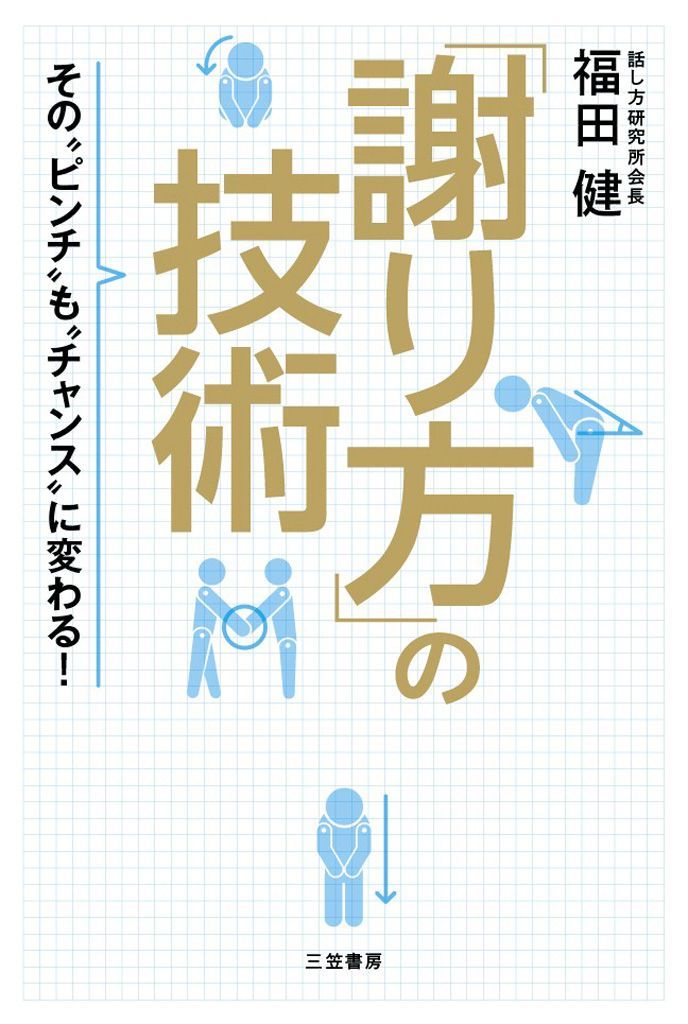 話し方研究所会長
福田 健
「謝り方」の
技術
その〝ピンチ〟も〝チャンス〟に変わる！
三笠書房